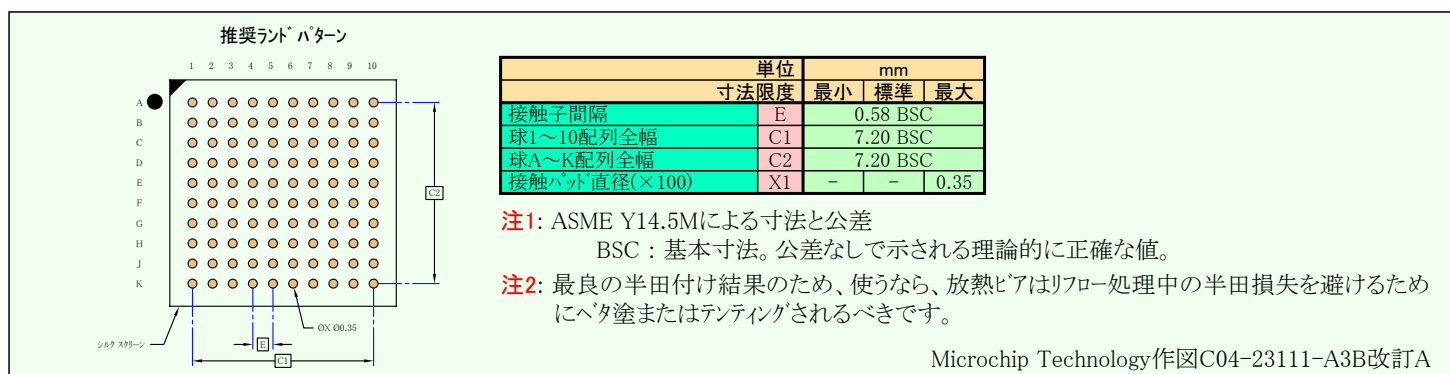 推奨ランド パターン
1 2 3 4 5 6 7 8 9 10
A
B
C
D
E
F
G
H
J
K
C2
E
C1
ØX Ø0.35
シルク スクリーン
単位 mm
寸法限度 最小 標準 最大
接触子間隔 E 0.58 BSC
球1～10配列全幅 C1 7.20 BSC
球A～K配列全幅 C2 7.20 BSC
接触パッド直径(×100) X1 - - 0.35
注1: ASME Y14.5Mによる寸法と公差
BSC : 基本寸法。公差なしで示される理論的に正確な値。
注2: 最良の半田付け結果のため、使うなら、放熱ビアはリフロー処理中の半田損失を避けるため
にベタ塗またはテンティングされるべきです。
Microchip Technology作図C04-23111-A3B改訂A